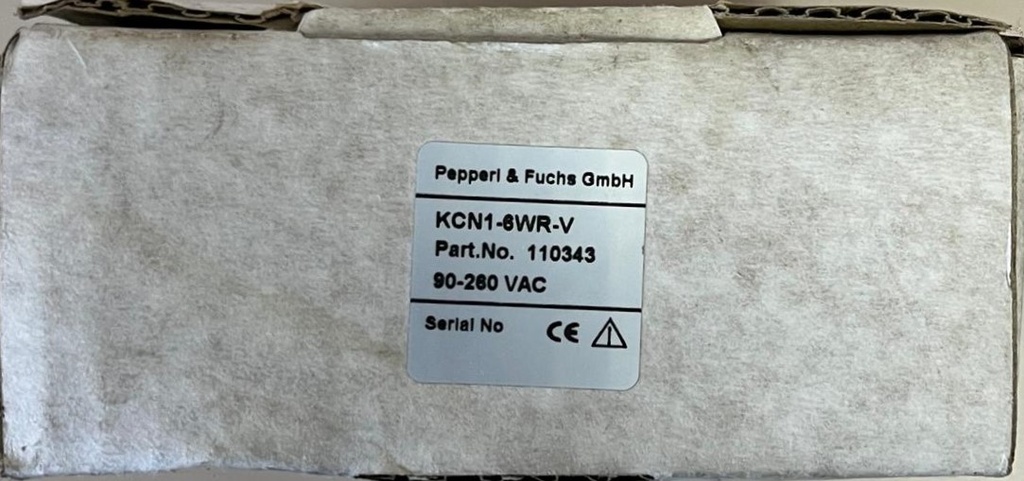 Pepperl & Fuchs GmbH
KCN1-6WR-V
Part.No. 110343
90-260 VAC
Serial No CE